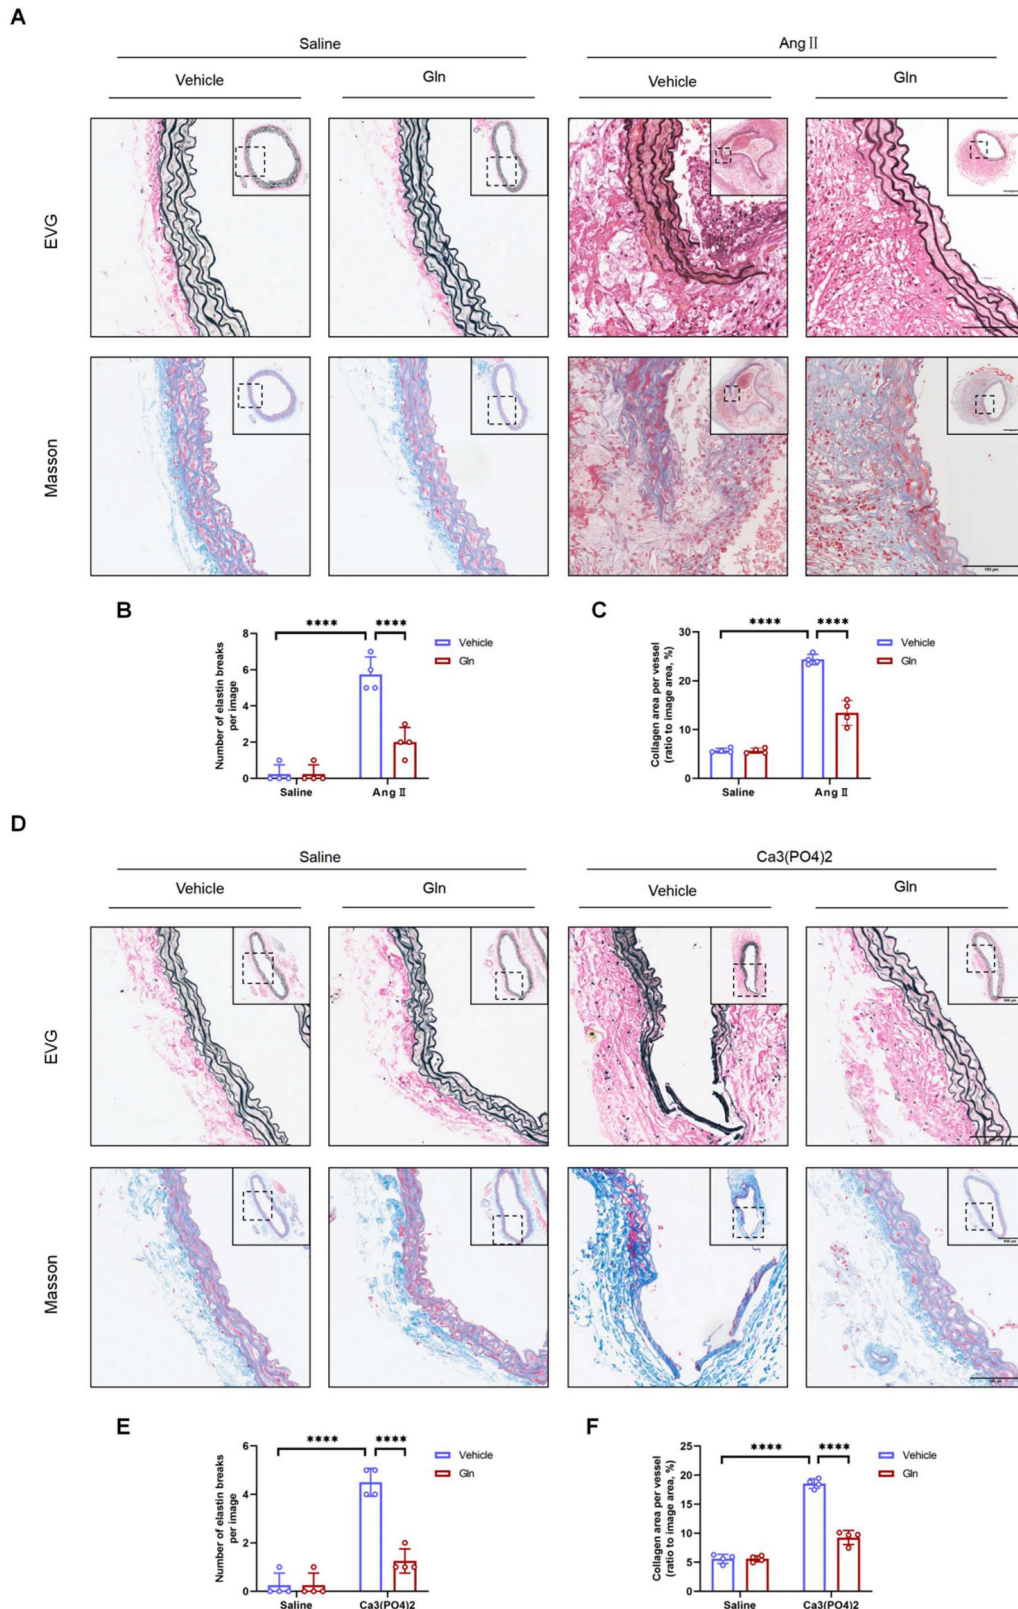 A
Saline
Ang Ⅱ
Vehicle
Gln
Vehicle
Gln
EVG
Masson
100 μm
B
C
Number of elastin breaks
per image
8
6
4
2
0
****
****
Saline
Ang Ⅱ
Vehicle
Gln
Collagen area per vessel
(ratio to image area, %)
30
20
10
0
****
****
Saline
Ang Ⅱ
Vehicle
Gln
D
Saline
Ca3(PO4)2
Vehicle
Gln
Vehicle
Gln
EVG
Masson
E
F
Number of elastin breaks
per image
6
4
2
0
****
****
Saline
Ca3(PO4)2
Vehicle
Gln
Collagen area per vessel
(ratio to image area, %)
25
20
15
10
5
0
****
****
Saline
Ca3(PO4)2
Vehicle
Gln